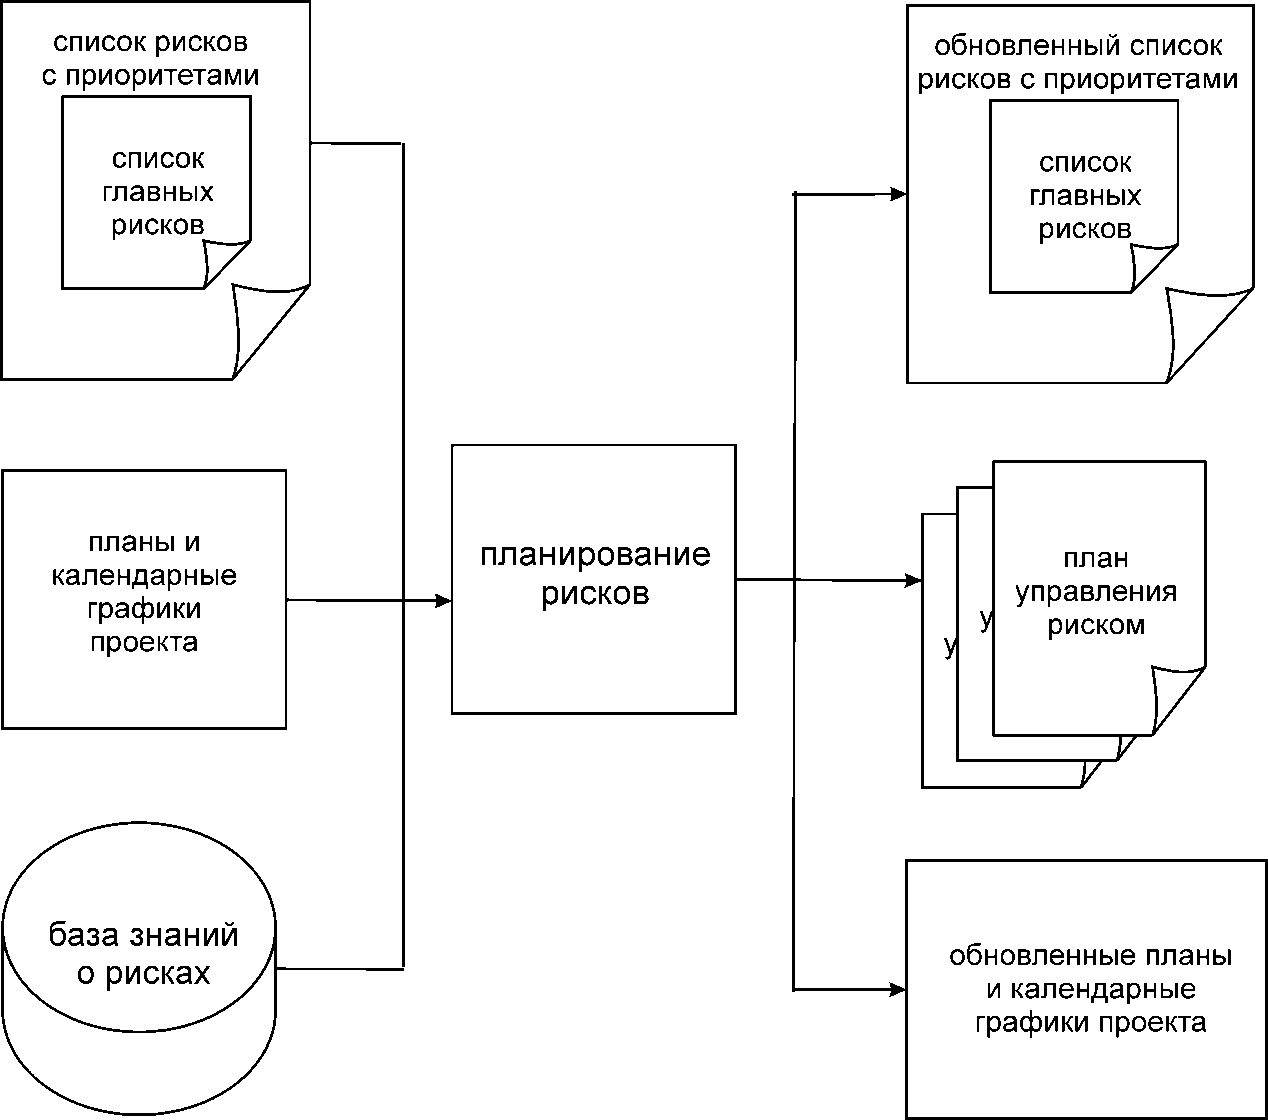 список рисков
с приоритетами
список
главных
рисков
планы и
календарные
графики
проекта
база знаний
о рисках
планирование
рисков
обновленный список
рисков с приоритетами
список
главных
рисков
план
управления
риском
у
у
обновленные планы
и календарные
графики проекта